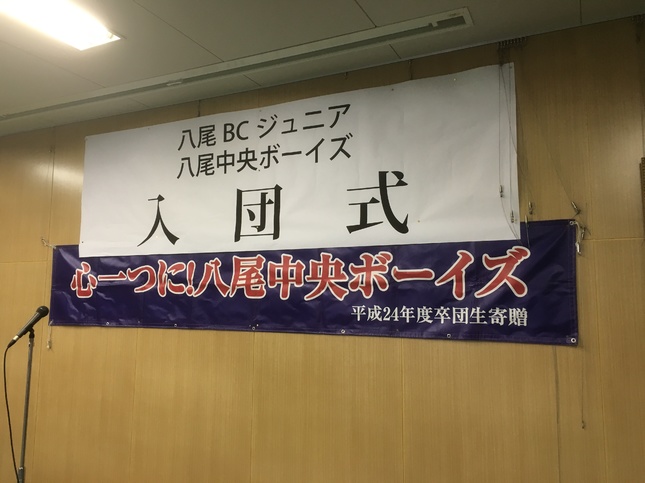 八尾 BC ジュニア
八尾中央ボーイズ
入団式
心一つに!八尾中央ボーイズ
平成24年度卒団生寄贈